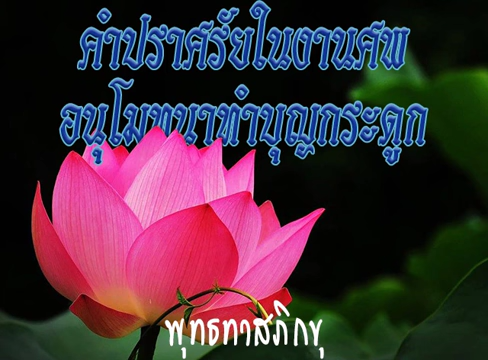 คำปราศรัยในงานศพ
อนุโมทนาทำบุญกระดูก
พุทธทาสภิกขุ